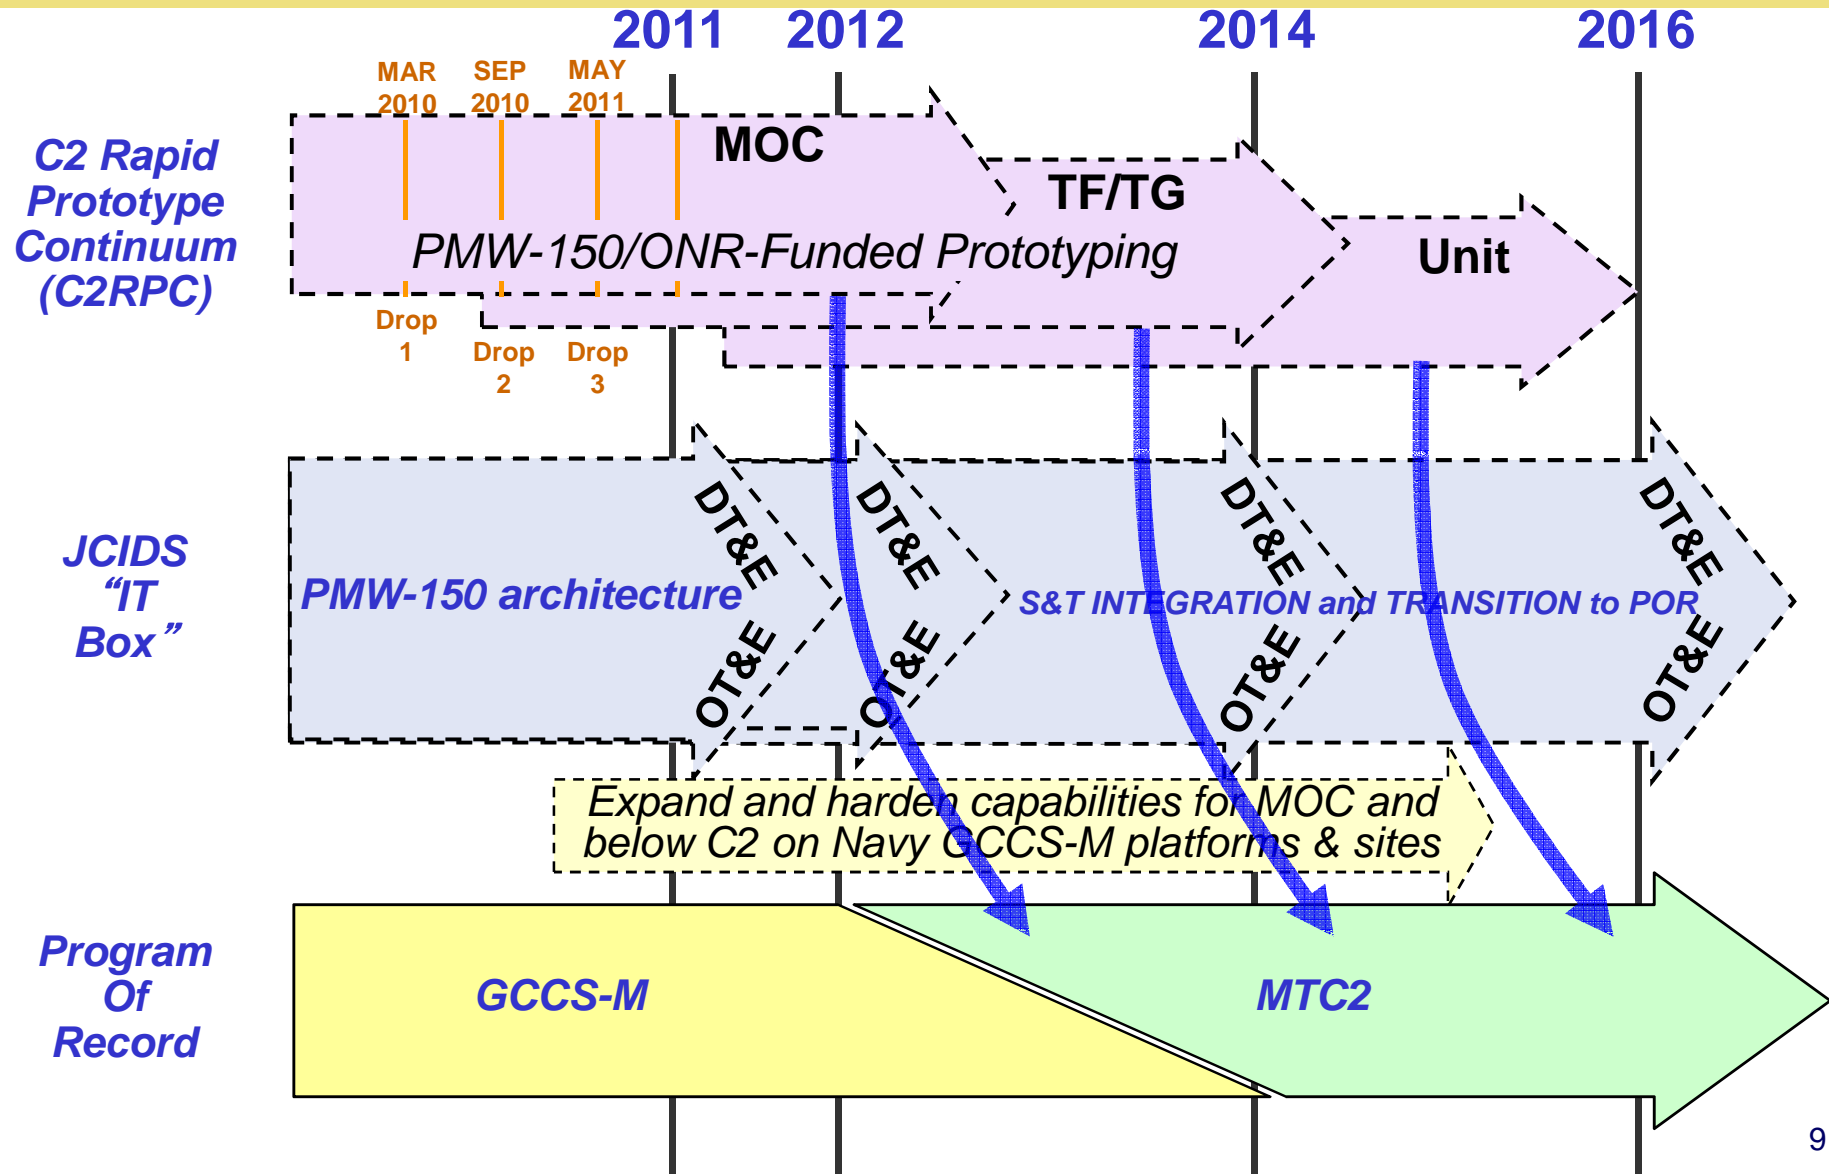 2011 2012 2014 2016
MAR
2010
SEP
2010
MAY
2011
C2 Rapid
Prototype
Continuum
(C2RPC)
MOC
TF/TG
Unit
PMW-150/ONR-Funded Prototyping
Drop
1
Drop
2
Drop
3
JCIDS
“IT
Box”
PMW-150 architecture
DT&E
OT&E
DT&E
OT&E
S&T INTEGRATION and TRANSITION to POR
DT&E
OT&E
DT&E
OT&E
Expand and harden capabilities for MOC and
below C2 on Navy GCCS-M platforms & sites
Program
Of
Record
GCCS-M
MTC2
9